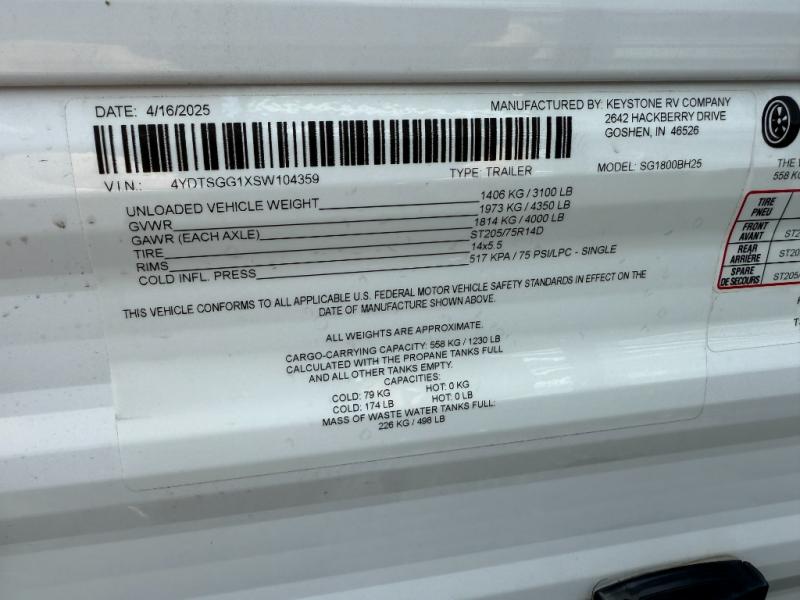 DATE: 4/16/2025
MANUFACTURED BY: KEYSTONE RV COMPANY
2642 HACKBERRY DRIVE
GOSHEN, IN 46526
VIN: 4YDTSGG1XSW104359
TYPE: TRAILER
MODEL: SG1800BH25
UNLOADED VEHICLE WEIGHT 1406 KG / 3100 LB
GVWR 1973 KG / 4350 LB
GAWR (EACH AXLE) 1814 KG / 4000 LB
TIRE ST205/75R14D
RIMS 14x5.5
COLD INFL. PRESS 517 KPA / 75 PSI/LPC - SINGLE
THIS VEHICLE CONFORMS TO ALL APPLICABLE U.S. FEDERAL MOTOR VEHICLE SAFETY STANDARDS IN EFFECT ON THE
DATE OF MANUFACTURE SHOWN ABOVE.
ALL WEIGHTS ARE APPROXIMATE.
CARGO-CARRYING CAPACITY: 558 KG / 1230 LB
CALCULATED WITH THE PROPANE TANKS FULL
AND ALL OTHER TANKS EMPTY.
CAPACITIES:
COLD: 79 KG HOT: 0 KG
COLD: 174 LB HOT: 0 LB
MASS OF WASTE WATER TANKS FULL:
226 KG / 498 LB
THE
558
TIRE
PNEU
FRONT
AVANT
REAR
ARRIÈRE
SPARE
DE SECOURS